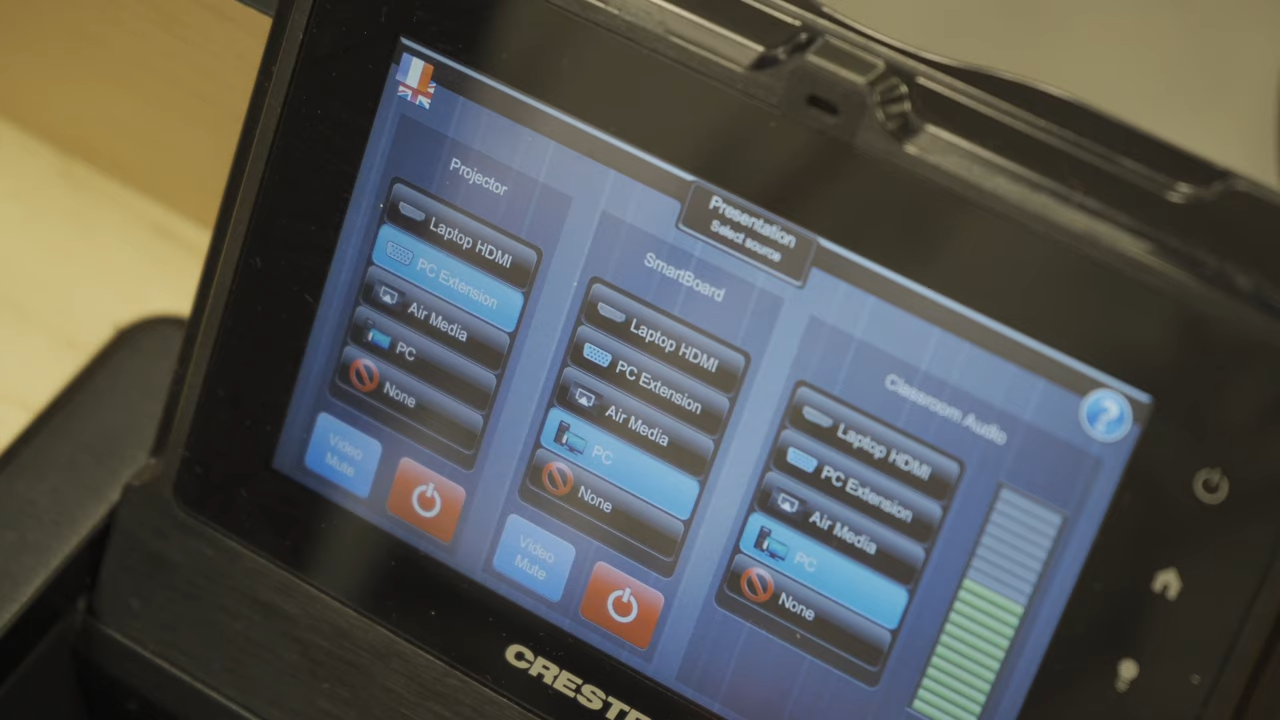 Presentation
Select source
Projector
Laptop HDMI
PC Extension
Air Media
PC
None
Video
Mute
SmartBoard
Laptop HDMI
PC Extension
Air Media
PC
None
Video
Mute
Classroom Audio
Laptop HDMI
PC Extension
Air Media
PC
None
?
CREST